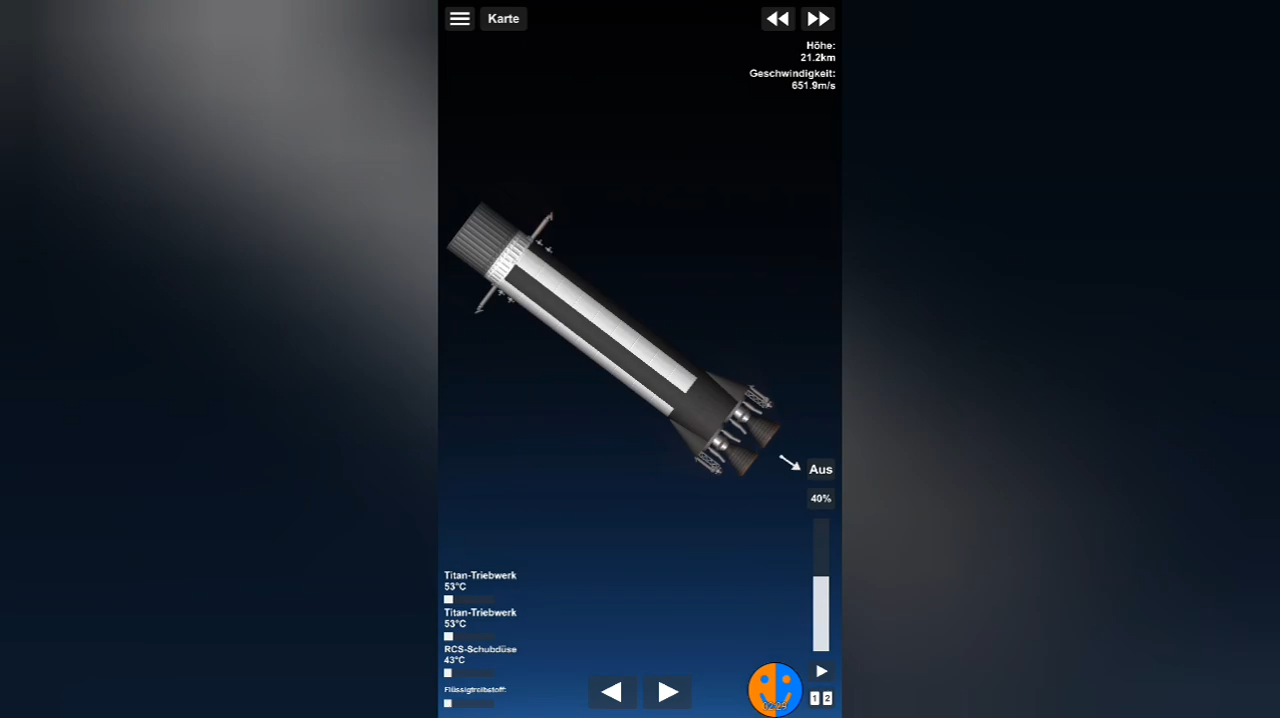 Karte
Höhe:
21.2km
Geschwindigkeit:
651.9m/s
Aus
40%
Titan-Triebwerk
53°C
Titan-Triebwerk
53°C
RCS-Schubdüse
43°C
Flüssigtreibstoff:
1 2